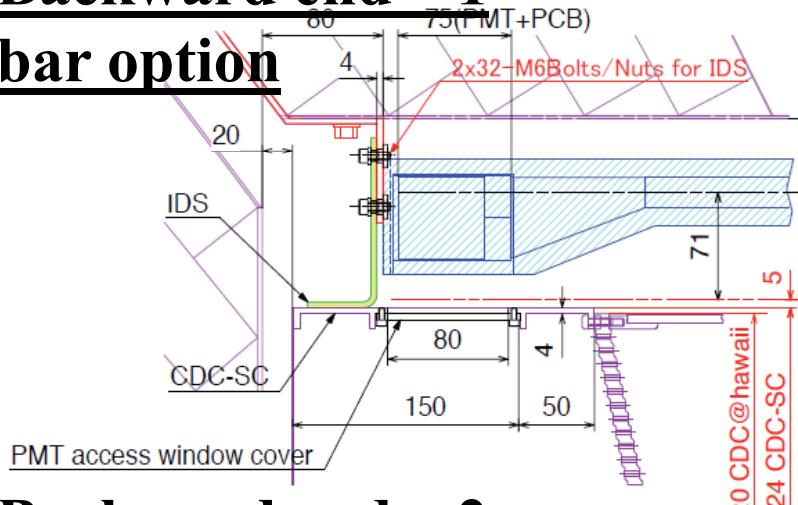 bar option
80
75(PMT+PCB)
4
2x32-M6Bolts/Nuts for IDS
20
IDS
71
5
80
4
CDC-SC
150
50
PMT access window cover
CDC@hawaii
24 CDC-SC